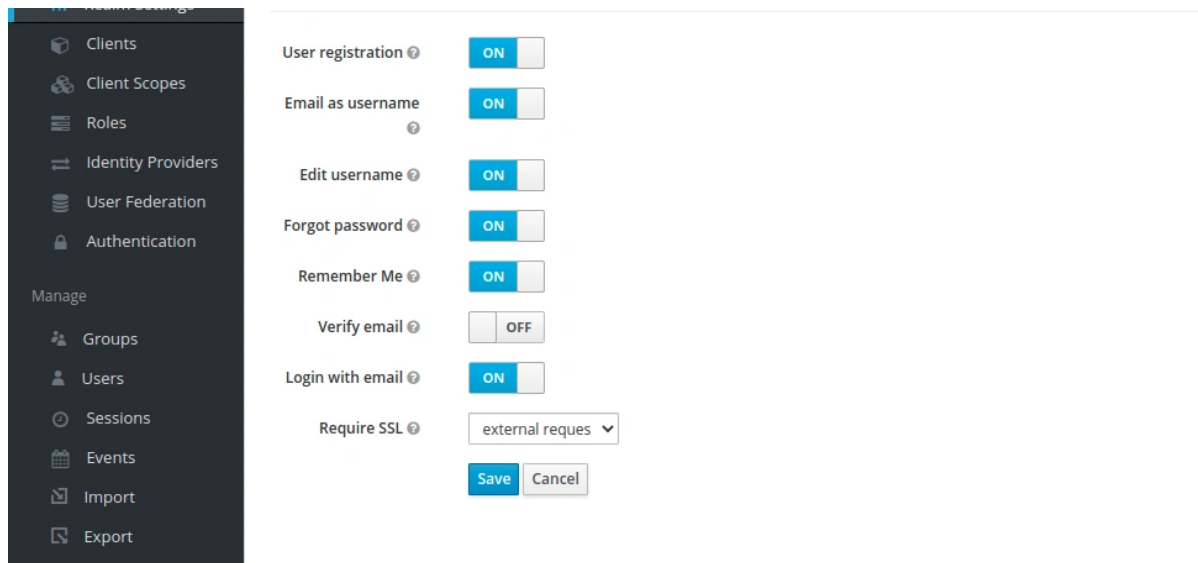 Realm Settings
Clients
Client Scopes
Roles
Identity Providers
User Federation
Authentication
Manage
Groups
Users
Sessions
Events
Import
Export
User registration
ON
Email as username
ON
Edit username
ON
Forgot password
ON
Remember Me
ON
Verify email
OFF
Login with email
ON
Require SSL
external reques
Save
Cancel